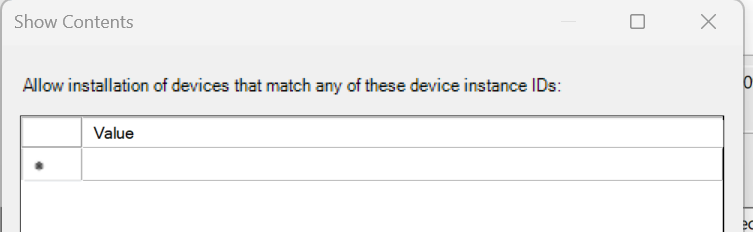 Show Contents
Allow installation of devices that match any of these device instance IDs:
Value